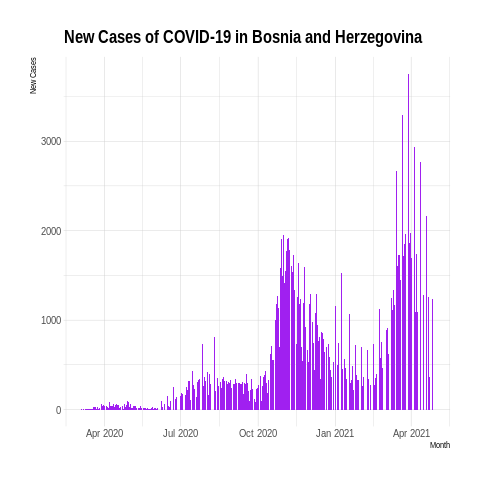 New Cases of COVID-19 in Bosnia and Herzegovina
New Cases
3000
2000
1000
0
Apr 2020
Jul 2020
Oct 2020
Jan 2021
Apr 2021
Month